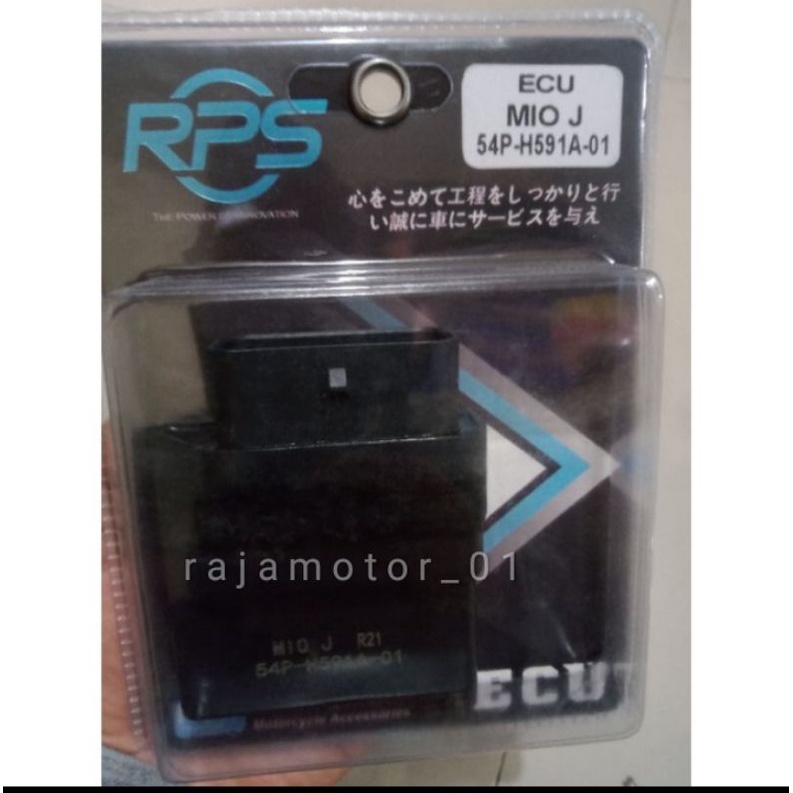 RPS
ECU
MIO J
54P-H591A-01
心をこめて工程をしっかりと行
い誠に車にサービスを与え
THE POWER OF INNOVATION
rajamotor_01
MIO J R21
54P-H591A-01
ECU
Motorcycle Accessories